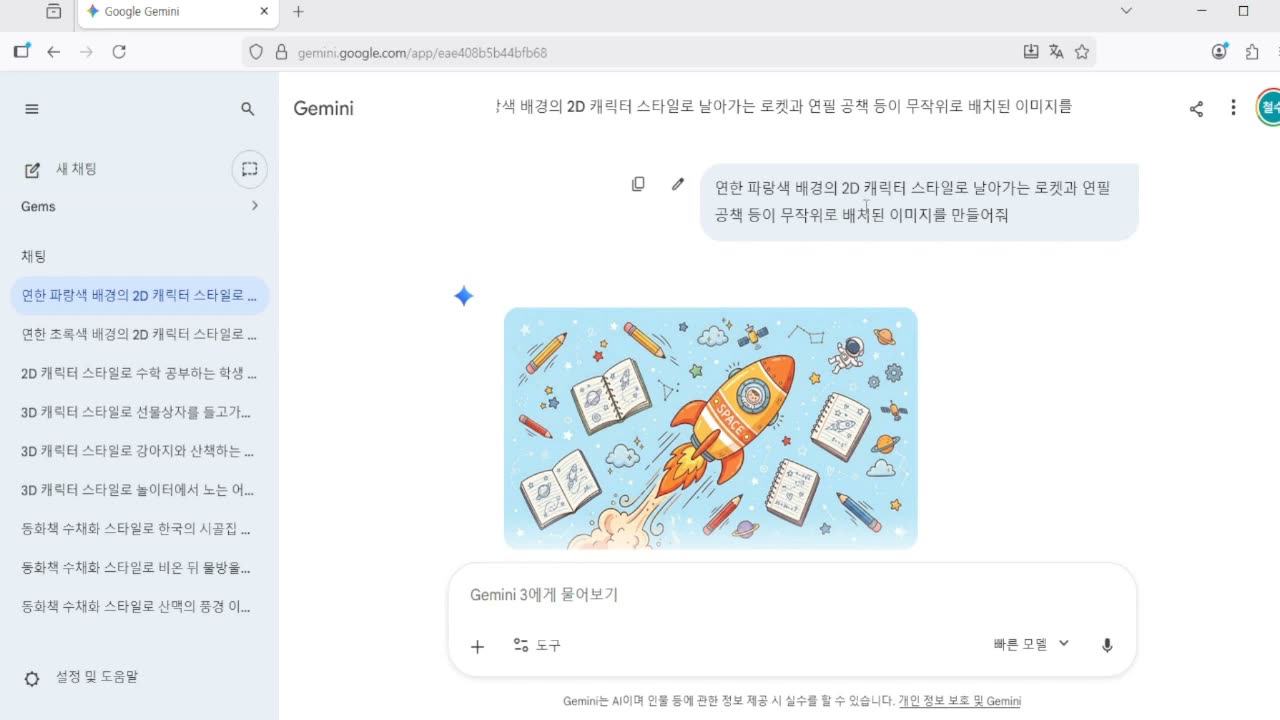 Google Gemini
gemini.google.com/app/eae408b5b44bfb68
Gemini
색 배경의 2D 캐릭터 스타일로 날아가는 로켓과 연필 공책 등이 무작위로 배치된 이미지를
철수
새 채팅
Gems
채팅
연한 파랑색 배경의 2D 캐릭터 스타일로 ...
연한 초록색 배경의 2D 캐릭터 스타일로 ...
2D 캐릭터 스타일로 수학 공부하는 학생 ...
3D 캐릭터 스타일로 선물상자를 들고가...
3D 캐릭터 스타일로 강아지와 산책하는 ...
3D 캐릭터 스타일로 놀이터에서 노는 어...
동화책 수채화 스타일로 한국의 시골집 ...
동화책 수채화 스타일로 비온 뒤 물방울...
동화책 수채화 스타일로 산맥의 풍경 이...
설정 및 도움말
연한 파랑색 배경의 2D 캐릭터 스타일로 날아가는 로켓과 연필
공책 등이 무작위로 배치된 이미지를 만들어줘
SPACE
Gemini 3에게 물어보기
도구
빠른 모델
Gemini는 AI이며 인물 등에 관한 정보 제공 시 실수를 할 수 있습니다. 개인 정보 보호 및 Gemini